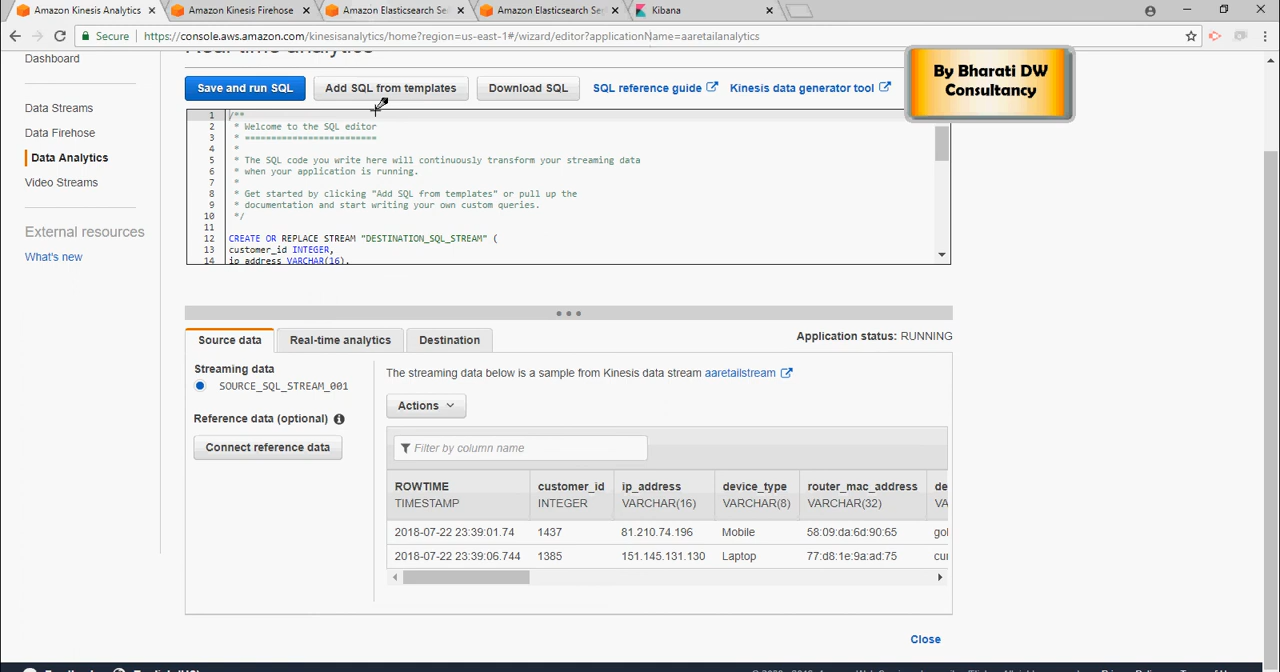 Amazon Kinesis Analytics
Amazon Kinesis Firehose
Amazon Elasticsearch Se
Amazon Elasticsearch Se
Kibana
Secure
https://console.aws.amazon.com/kinesisanalytics/home?region=us-east-1#/wizard/editor?applicationName=aaretailanalytics
Real-time analytics
By Bharati DW
Consultancy
Dashboard
Data Streams
Data Firehose
Data Analytics
Video Streams
External resources
What's new
Save and run SQL
Add SQL from templates
Download SQL
SQL reference guide
Kinesis data generator tool
1 /**
2 * Welcome to the SQL editor
3 * =========================
4 *
5 * The SQL code you write here will continuously transform your streaming data
6 * when your application is running.
7 *
8 * Get started by clicking "Add SQL from templates" or pull up the
9 * documentation and start writing your own custom queries.
10 */
11
12 CREATE OR REPLACE STREAM "DESTINATION_SQL_STREAM" (
13 customer_id INTEGER,
14 ip_address VARCHAR(16),
Source data
Real-time analytics
Destination
Application status: RUNNING
Streaming data
SOURCE_SQL_STREAM_001
Reference data (optional)
Connect reference data
The streaming data below is a sample from Kinesis data stream aaretailstream
Actions
Filter by column name
ROWTIME customer_id ip_address device_type router_mac_address de
TIMESTAMP INTEGER VARCHAR(16) VARCHAR(8) VARCHAR(32) VA
2018-07-22 23:39:01.74 1437 81.210.74.196 Mobile 58:09:da:6d:90:65 gol
2018-07-22 23:39:06.744 1385 151.145.131.130 Laptop 77:d8:1e:9a:ad:75 cui
Close